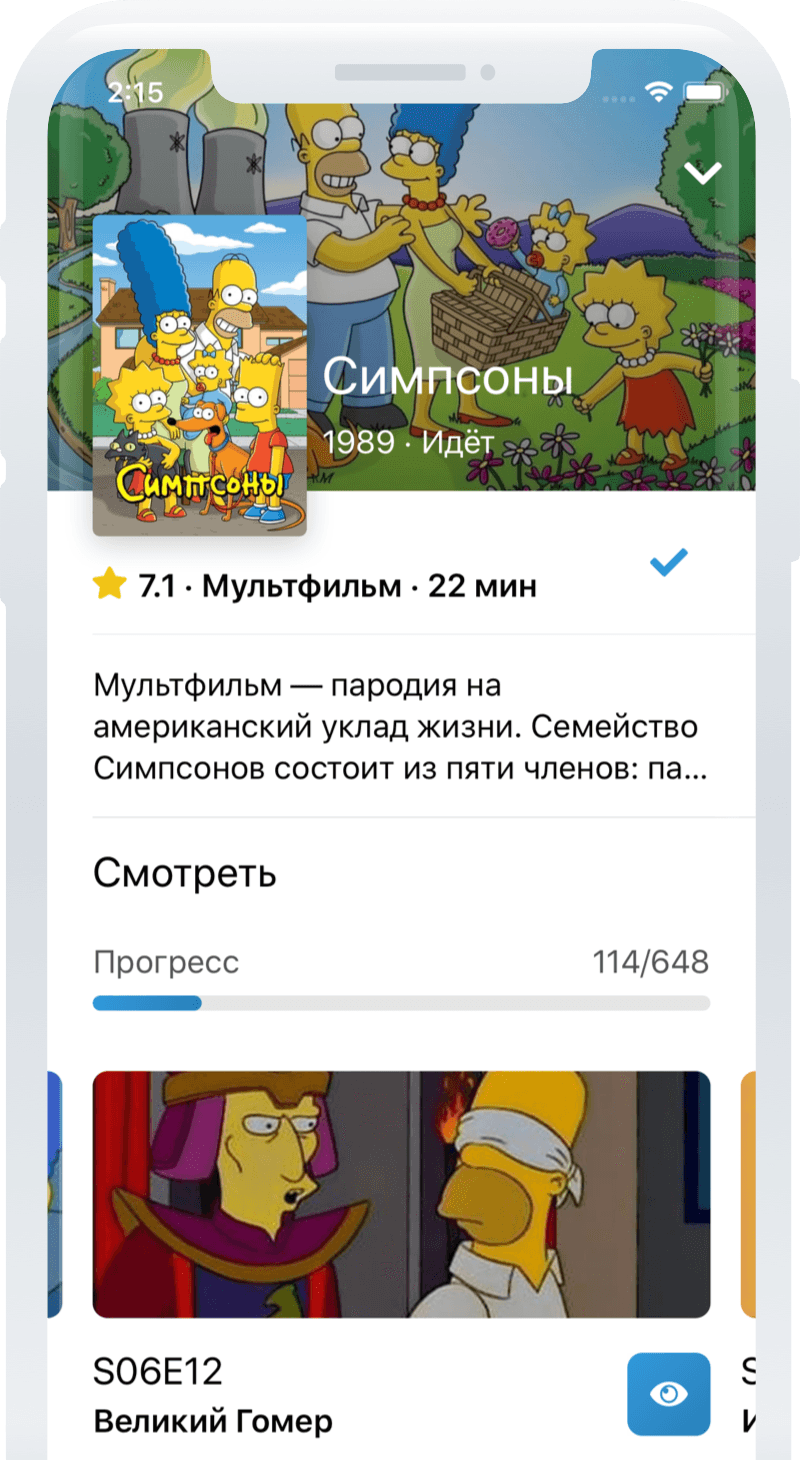 2:15
Симпсоны
Симпсоны
1989 · Идёт
7.1 · Мультфильм · 22 мин
Мультфильм — пародия на
американский уклад жизни. Семейство
Симпсонов состоит из пяти членов: па...
Смотреть
Прогресс 114/648
S06E12
Великий Гомер